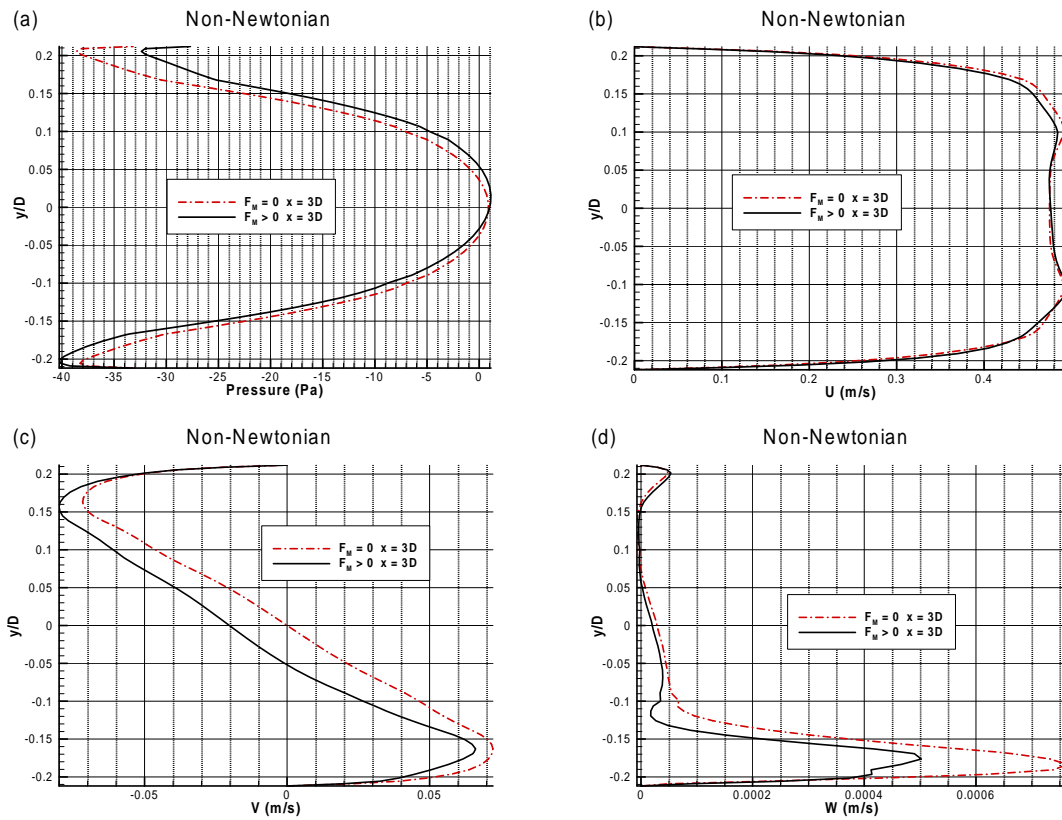 (a) Non-Newtonian
y/D
0.2
0.15
0.1
0.05
0
-0.05
-0.1
-0.15
-0.2
F_M = 0 x = 3D
F_M > 0 x = 3D
-40 -35 -30 -25 -20 -15 -10 -5 0
Pressure (Pa)
(b) Non-Newtonian
y/D
0.2
0.15
0.1
0.05
0
-0.05
-0.1
-0.15
-0.2
F_M = 0 x = 3D
F_M > 0 x = 3D
0 0.1 0.2 0.3 0.4
U (m/s)
(c) Non-Newtonian
y/D
0.2
0.15
0.1
0.05
0
-0.05
-0.1
-0.15
-0.2
F_M = 0 x = 3D
F_M > 0 x = 3D
-0.05 0 0.05
V (m/s)
(d) Non-Newtonian
y/D
0.2
0.15
0.1
0.05
0
-0.05
-0.1
-0.15
-0.2
F_M = 0 x = 3D
F_M > 0 x = 3D
0 0.0002 0.0004 0.0006
W (m/s)